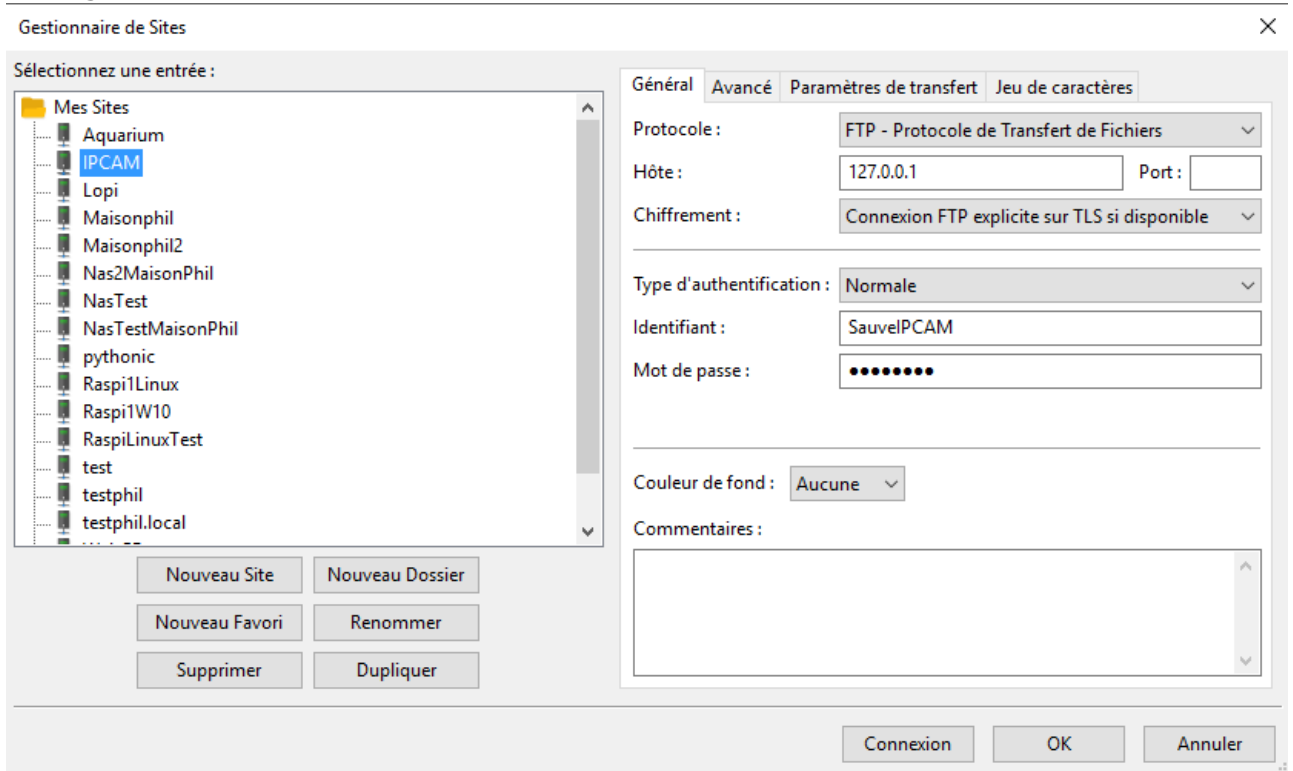 Gestionnaire de Sites
Sélectionnez une entrée :
Mes Sites
Aquarium
IPCAM
Lopi
Maisonphil
Maisonphil2
Nas2MaisonPhil
NasTest
NasTestMaisonPhil
pythonic
Raspi1Linux
Raspi1W10
RaspiLinuxTest
test
testphil
testphil.local
Nouveau Site Nouveau Dossier
Nouveau Favori Renommer
Supprimer Dupliquer
Général Avancé Paramètres de transfert Jeu de caractères
Protocole : FTP - Protocole de Transfert de Fichiers
Hôte : 127.0.0.1 Port :
Chiffrement : Connexion FTP explicite sur TLS si disponible
Type d'authentification : Normale
Identifiant : SauveIPCAM
Mot de passe : ●●●●●●●●
Couleur de fond : Aucune
Commentaires :
Connexion OK Annuler